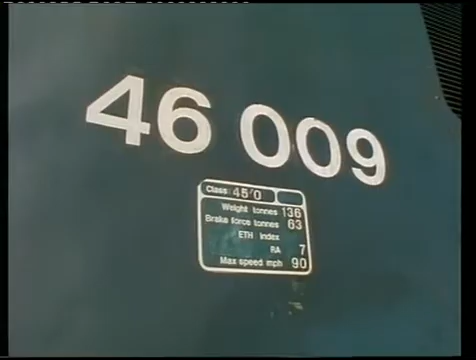 46 009
Class 45'0
Weight tonnes 136
Brake force tonnes 63
ETH index
RA 7
Max speed mph 90